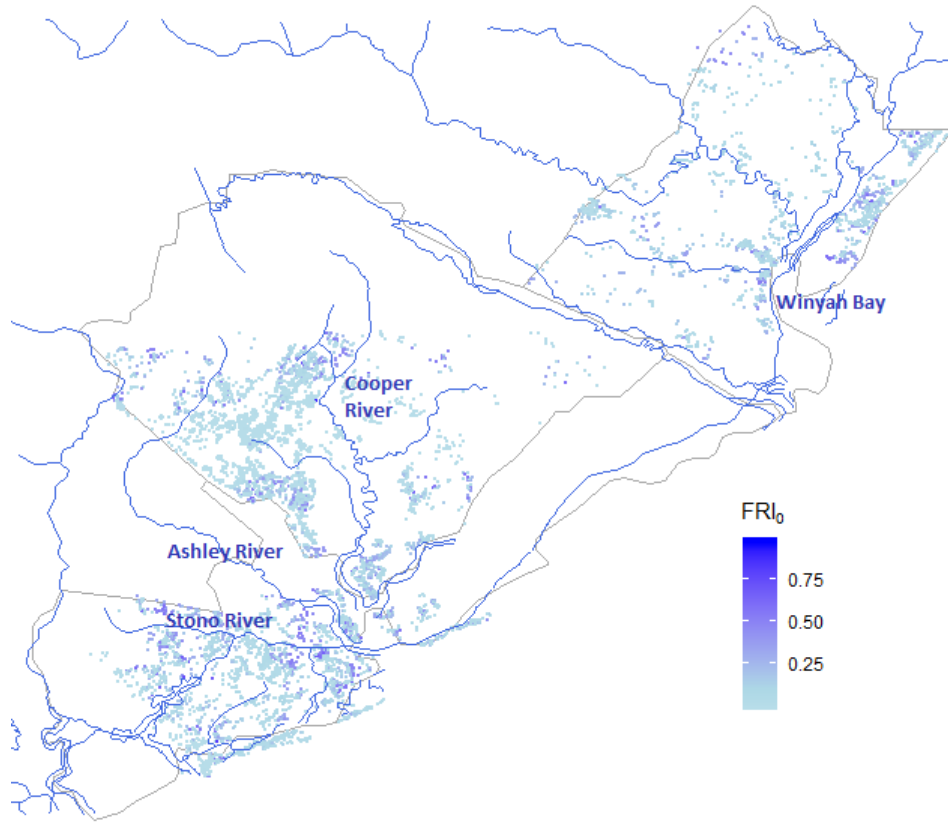 Winyah Bay
Cooper
River
Ashley River
Stono River
FRI₀
0.75
0.50
0.25